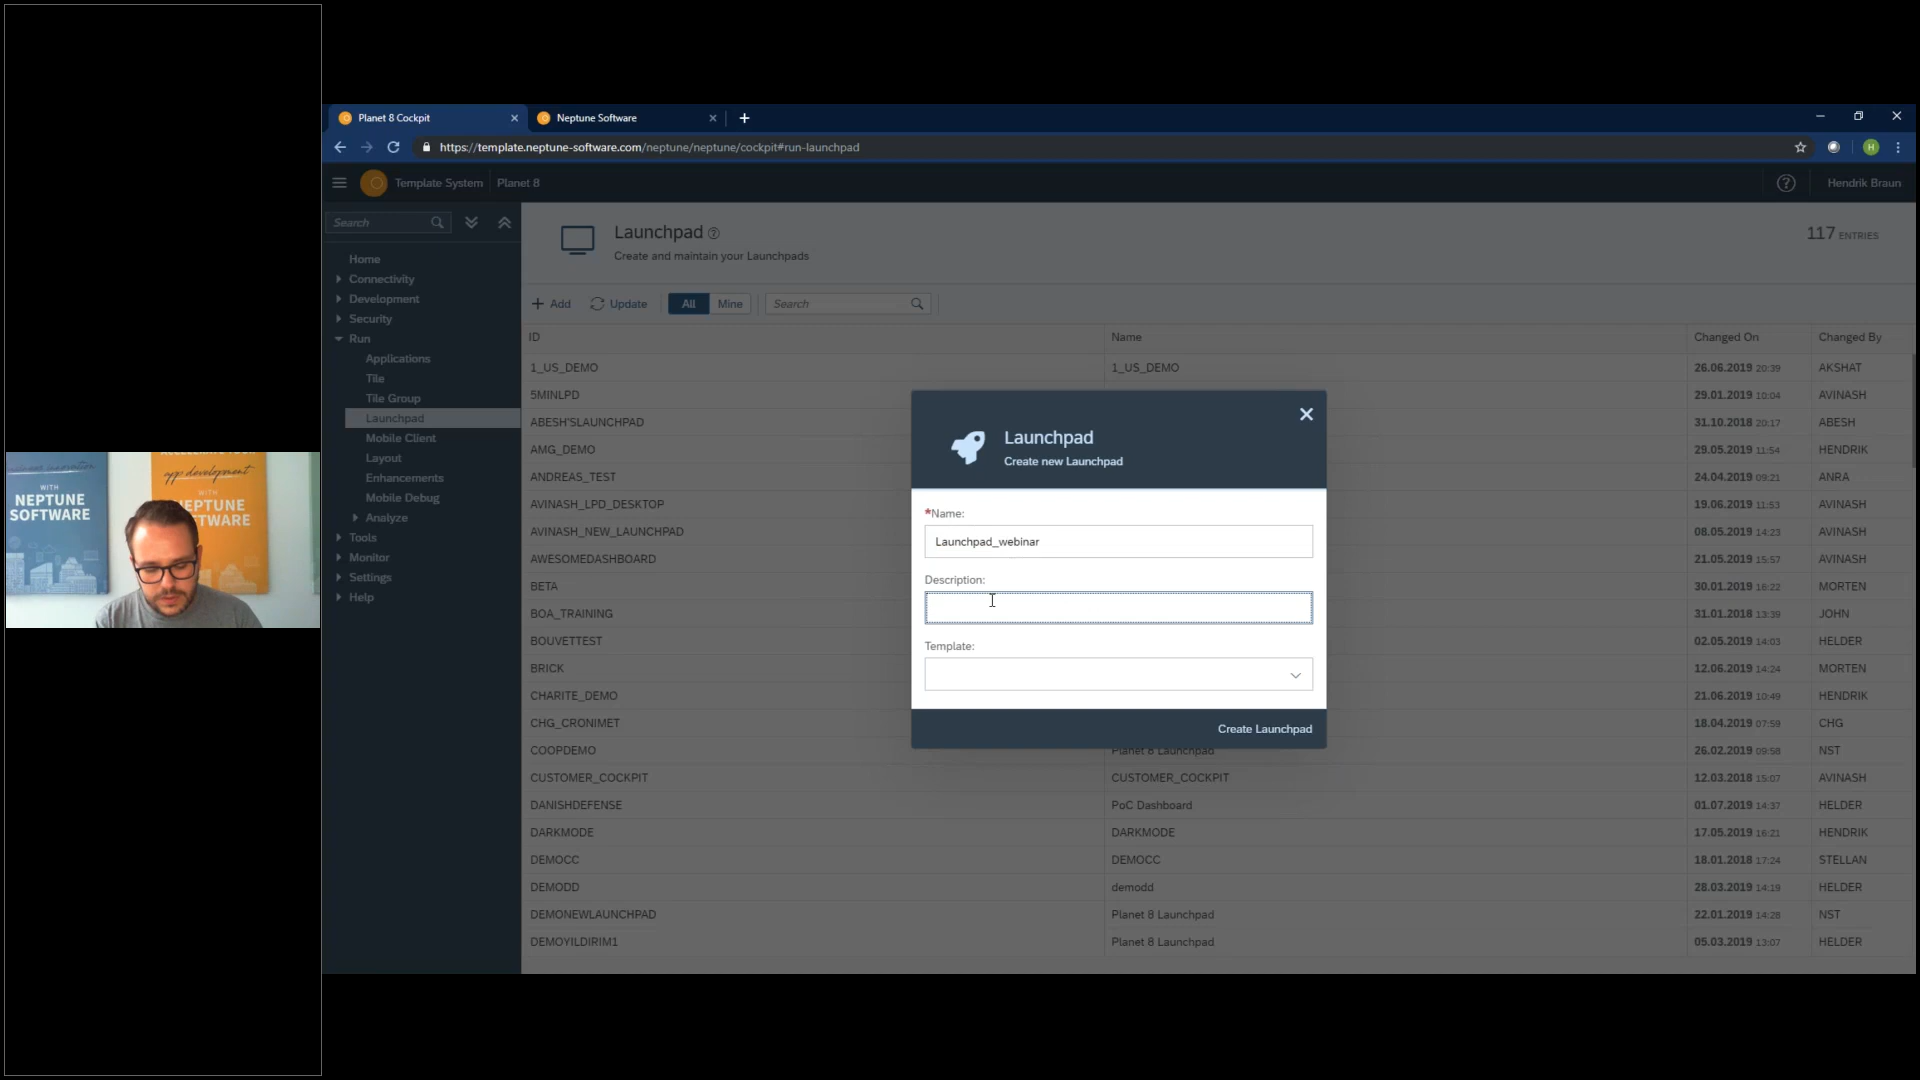 Planet 8 Cockpit
Neptune Software
https://template.neptune-software.com/neptune/neptune/cockpit#run-launchpad
H
Template System
Planet 8
Hendrik Braun
Search
Home
Connectivity
Development
Security
Run
Applications
Tile
Tile Group
Launchpad
Mobile Client
Layout
Enhancements
Mobile Debug
Analyze
Tools
Monitor
Settings
Help
Launchpad
Create and maintain your Launchpads
117 ENTRIES
Add Update All Mine Search
ID Name Changed On Changed By
1_US_DEMO 1_US_DEMO 26.06.2019 20:39 AKSHAT
5MINLPD 29.01.2019 10:04 AVINASH
ABESH'SLAUNCHPAD 31.10.2018 20:17 ABESH
AMG_DEMO 29.05.2019 11:54 HENDRIK
ANDREAS_TEST 24.04.2019 09:21 ANRA
AVINASH_LPD_DESKTOP 19.06.2019 11:53 AVINASH
AVINASH_NEW_LAUNCHPAD 08.05.2019 14:23 AVINASH
AWESOMEDASHBOARD 21.05.2019 15:57 AVINASH
BETA 30.01.2019 16:22 MORTEN
BOA_TRAINING 31.01.2018 13:39 JOHN
BOUVETTEST 02.05.2019 14:03 HELDER
BRICK 12.06.2019 14:24 MORTEN
CHARITE_DEMO 21.06.2019 10:49 HENDRIK
CHG_CRONIMET 18.04.2019 07:59 CHG
COOPDEMO Planet 8 Launchpad 26.02.2019 09:58 NST
CUSTOMER_COCKPIT CUSTOMER_COCKPIT 12.03.2018 15:07 AVINASH
DANISHDEFENSE PoC Dashboard 01.07.2019 14:37 HELDER
DARKMODE DARKMODE 17.05.2019 16:21 HENDRIK
DEMOCC DEMOCC 18.01.2018 17:24 STELLAN
DEMODD demodd 28.03.2019 14:19 HELDER
DEMONEWLAUNCHPAD Planet 8 Launchpad 22.01.2019 14:28 NST
DEMOYILDIRIM1 Planet 8 Launchpad 05.03.2019 13:07 HELDER
Launchpad
Create new Launchpad
*Name:
Launchpad_webinar
Description:
Template:
Create Launchpad
WITH
NEPTUNE
SOFTWARE
app development
WITH